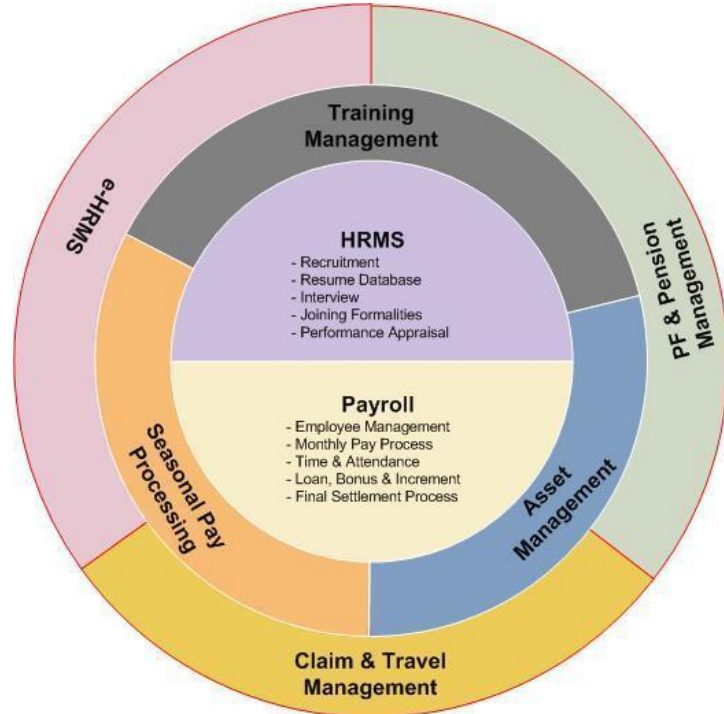 Training
Management
e-HRMS
PF & Pension
Management
HRMS
- Recruitment
- Resume Database
- Interview
- Joining Formalities
- Performance Appraisal
Payroll
- Employee Management
- Monthly Pay Process
- Time & Attendance
- Loan, Bonus & Increment
- Final Settlement Process
Seasonal Pay
Processing
Asset
Management
Claim & Travel
Management